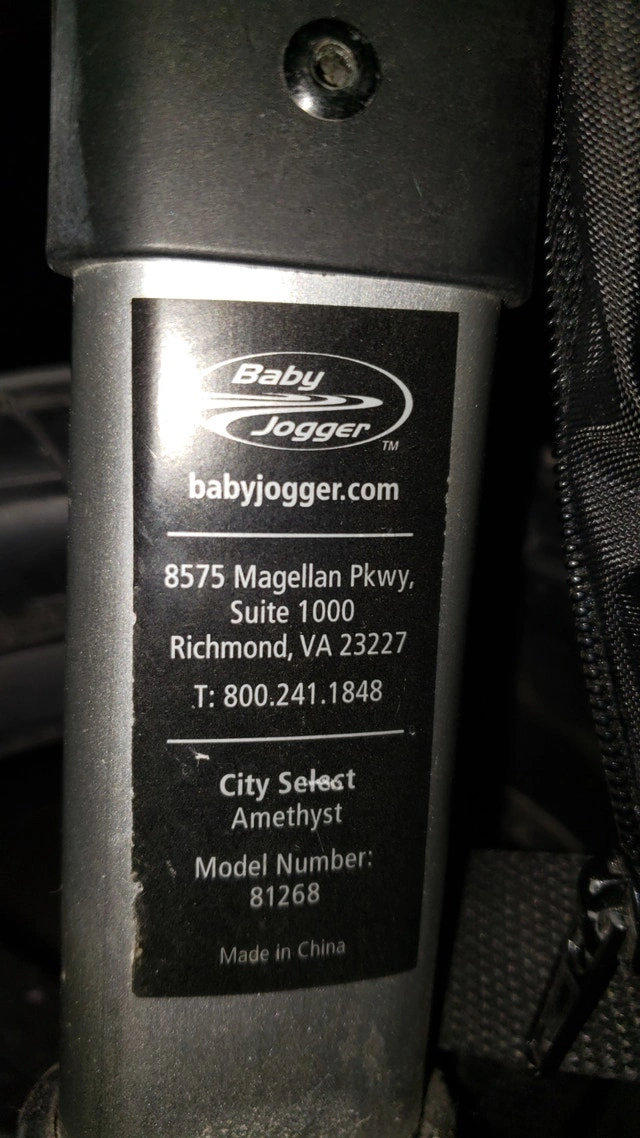 Baby
Jogger
TM
babyjogger.com
8575 Magellan Pkwy,
Suite 1000
Richmond, VA 23227
T: 800.241.1848
City Select
Amethyst
Model Number:
81268
Made in China